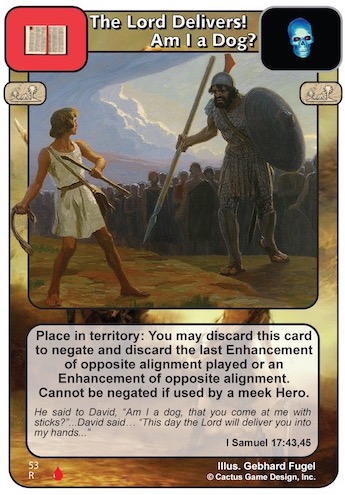 The Lord Delivers!
Am I a Dog?
Place in territory: You may discard this card
to negate and discard the last Enhancement
of opposite alignment played or an
Enhancement of opposite alignment.
Cannot be negated if used by a meek Hero.
He said to David, “Am I a dog, that you come at me with
sticks?”...David said... “This day the Lord will deliver you into
my hands...”
I Samuel 17:43,45
53
R
Illus. Gebhard Fugel
© Cactus Game Design, Inc.